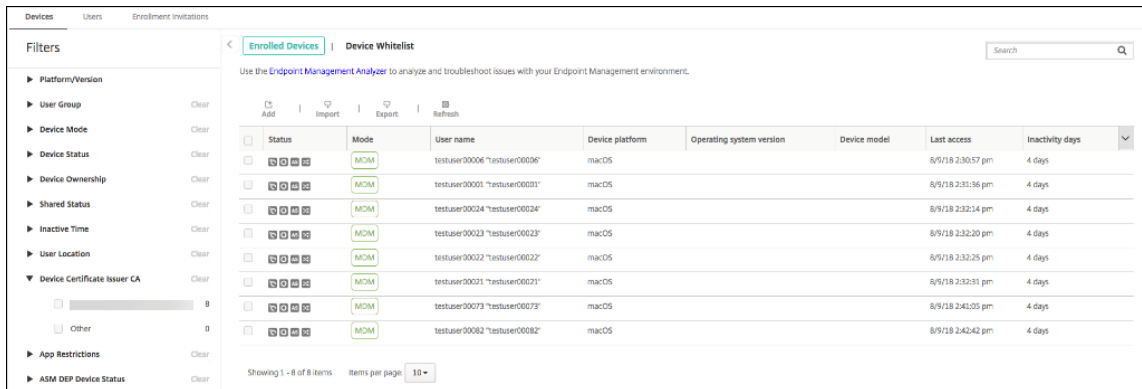 Devices Users Enrollment Invitations
Filters
Platform/Version
User Group Clear
Device Mode Clear
Device Status Clear
Device Ownership Clear
Shared Status Clear
Inactive Time Clear
User Location Clear
Device Certificate Issuer CA Clear
8
Other 0
App Restrictions Clear
ASM DEP Device Status Clear
Enrolled Devices | Device Whitelist
Search
Use the Endpoint Management Analyzer to analyze and troubleshoot issues with your Endpoint Management environment.
Add | Import | Export | Refresh
Status Mode User name Device platform Operating system version Device model Last access Inactivity days
MDM testuser00006 "testuser00006" macOS 8/9/18 2:30:57 pm 4 days
MDM testuser00001 "testuser00001" macOS 8/9/18 2:31:36 pm 4 days
MDM testuser00024 "testuser00024" macOS 8/9/18 2:32:14 pm 4 days
MDM testuser00023 "testuser00023" macOS 8/9/18 2:32:20 pm 4 days
MDM testuser00022 "testuser00022" macOS 8/9/18 2:32:25 pm 4 days
MDM testuser00021 "testuser00021" macOS 8/9/18 2:32:31 pm 4 days
MDM testuser00073 "testuser00073" macOS 8/9/18 2:41:05 pm 4 days
MDM testuser00082 "testuser00082" macOS 8/9/18 2:42:42 pm 4 days
Showing 1 - 8 of 8 items Items per page: 10